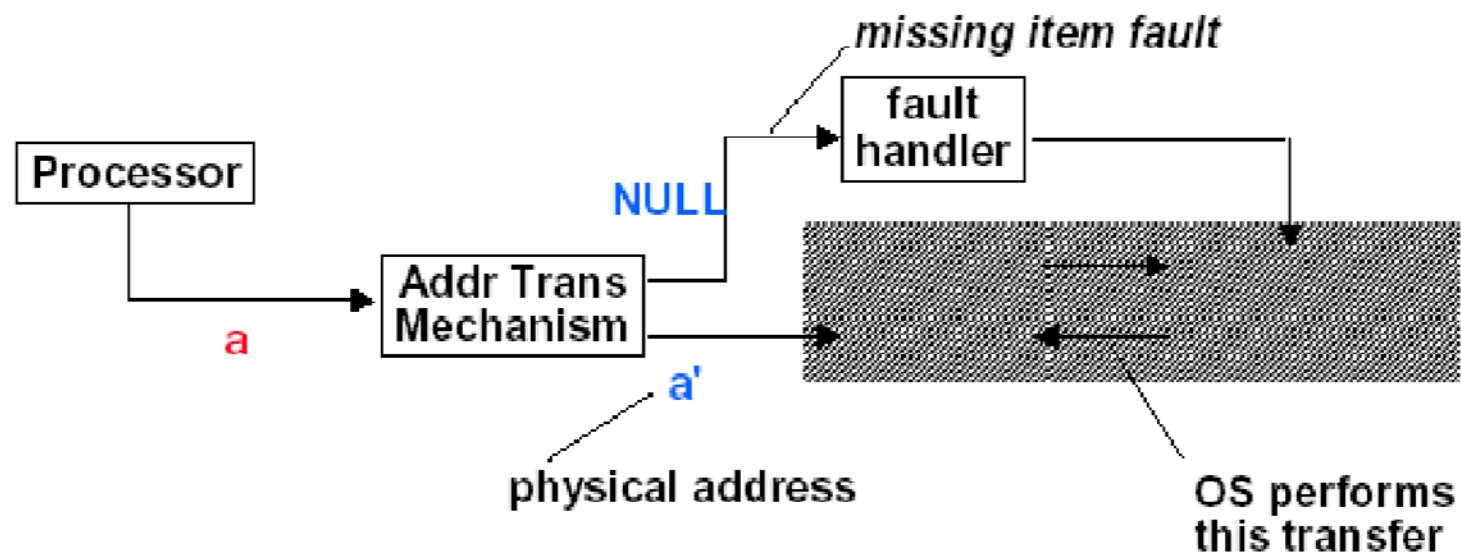 missing item fault
fault
handler
Processor
NULL
Addr Trans
Mechanism
a
a'
physical address
OS performs
this transfer